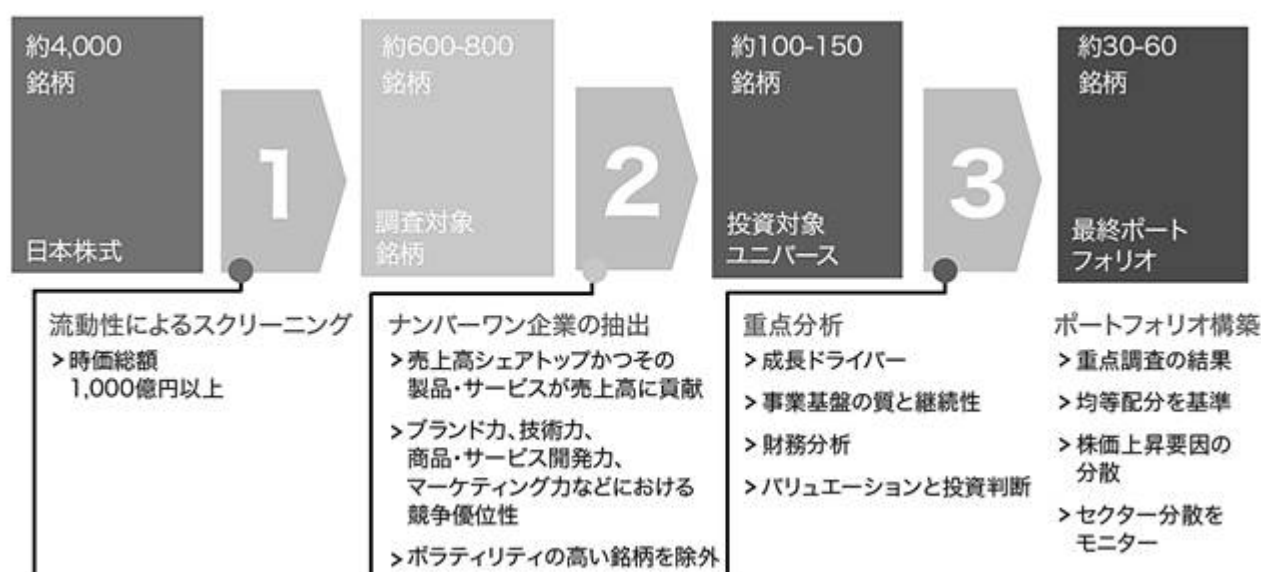 約4,000
銘柄
日本株式
1
約600-800
銘柄
調査対象
銘柄
2
約100-150
銘柄
投資対象
ユニバース
3
約30-60
銘柄
最終ポート
フォリオ
流動性によるスクリーニング
> 時価総額
1,000億円以上
ナンバーワン企業の抽出
> 売上高シェアトップかつその
製品・サービスが売上高に貢献
> ブランド力、技術力、
商品・サービス開発力、
マーケティング力などにおける
競争優位性
> ボラティリティの高い銘柄を除外
重点分析
> 成長ドライバー
> 事業基盤の質と継続性
> 財務分析
> バリュエーションと投資判断
ポートフォリオ構築
> 重点調査の結果
> 均等配分を基準
> 株価上昇要因の
分散
> セクター分散を
モニター